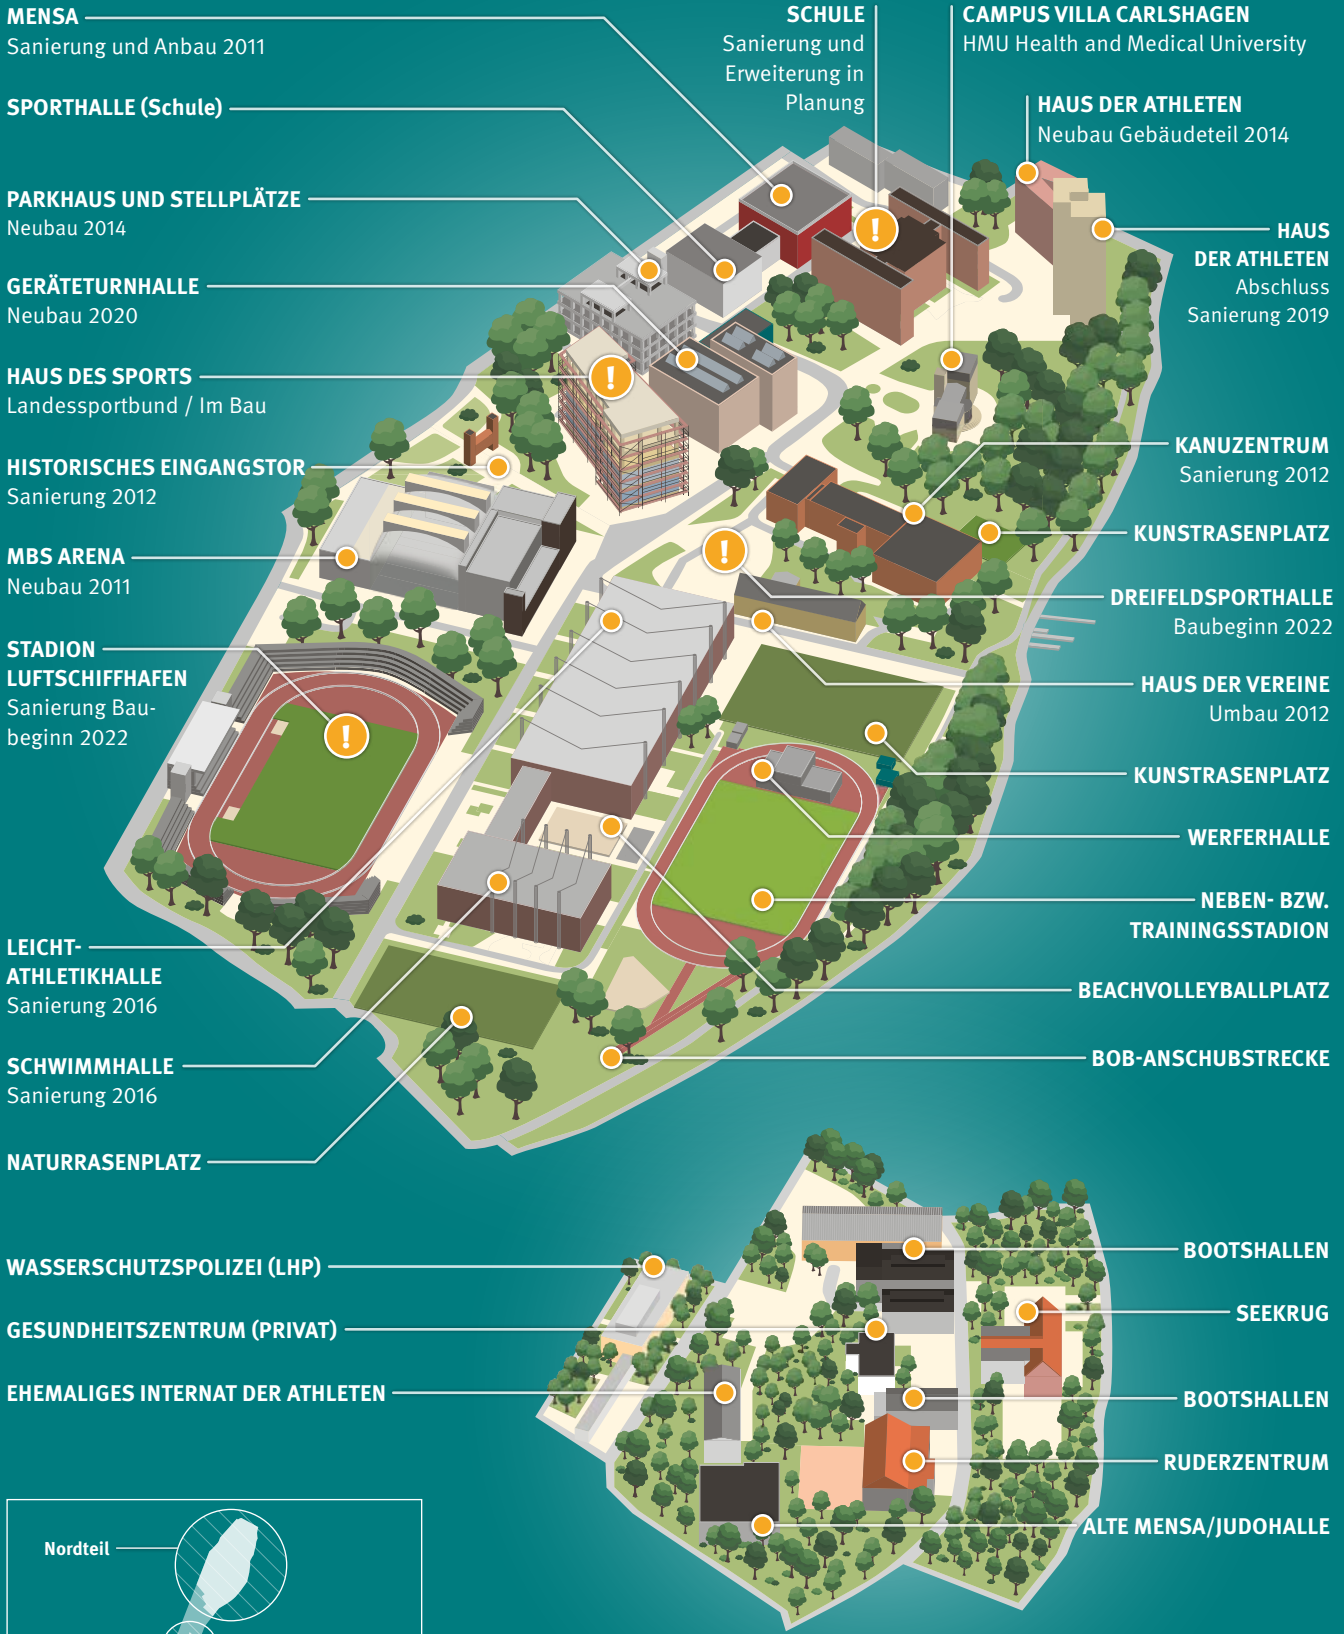 MENSA
Sanierung und Anbau 2011
SPORTHALLE (Schule)
PARKHAUS UND STELLPLÄTZE
Neubau 2014
GERÄTETURNHALLE
Neubau 2020
HAUS DES SPORTS
Landessportbund / Im Bau
HISTORISCHES EINGANGSTOR
Sanierung 2012
MBS ARENA
Neubau 2011
STADION
LUFTSCHIFFHAFEN
Sanierung Bau-
beginn 2022
LEICHT-
ATHLETIKHALLE
Sanierung 2016
SCHWIMMHALLE
Sanierung 2016
NATURRASENPLATZ
SCHULE
Sanierung und
Erweiterung in
Planung
CAMPUS VILLA CARLSHAGEN
HMU Health and Medical University
HAUS DER ATHLETEN
Neubau Gebäudeteil 2014
HAUS
DER ATHLETEN
Abschluss
Sanierung 2019
KANUZENTRUM
Sanierung 2012
KUNSTRASENPLATZ
DREIFELDSPORTHALLE
Baubeginn 2022
HAUS DER VEREINE
Umbau 2012
KUNSTRASENPLATZ
WERFERHALLE
NEBEN- BZW.
TRAININGSSTADION
BEACHVOLLEYBALLPLATZ
BOB-ANSCHUBSTRECKE
WASSERSCHUTZSPOLIZEI (LHP)
GESUNDHEITSZENTRUM (PRIVAT)
EHEMALIGES INTERNAT DER ATHLETEN
BOOTSHALLEN
SEEKRUG
BOOTSHALLEN
RUDERZENTRUM
ALTE MENSA/JUDOHALLE
Nordteil
!
!
!
!